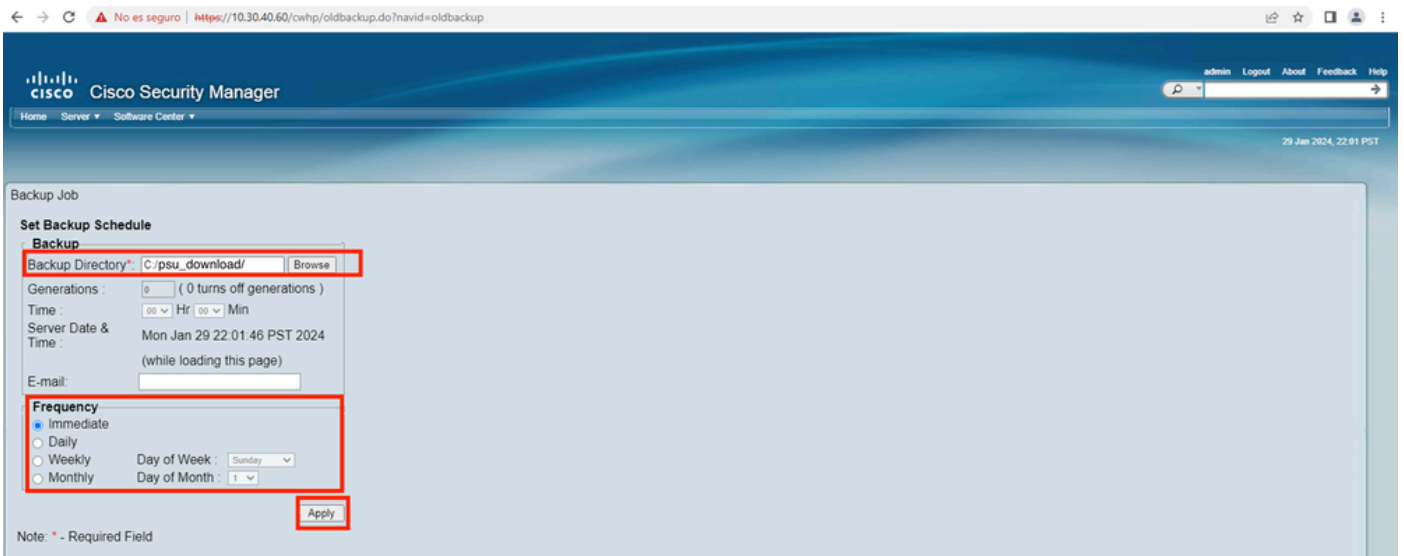 No es seguro | https://10.30.40.60/cwhp/oldbackup.do?navid=oldbackup
admin Logout About Feedback Help
cisco Cisco Security Manager
Home Server Software Center
29 Jan 2024, 22:01 PST
Backup Job
Set Backup Schedule
Backup
Backup Directory*: C:/psu_download/ Browse
Generations : 0 ( 0 turns off generations )
Time : 00 Hr 00 Min
Server Date &
Time :
Mon Jan 29 22:01:46 PST 2024
(while loading this page)
E-mail:
Frequency
Immediate
Daily
Weekly Day of Week : Sunday
Monthly Day of Month : 1
Apply
Note: * - Required Field